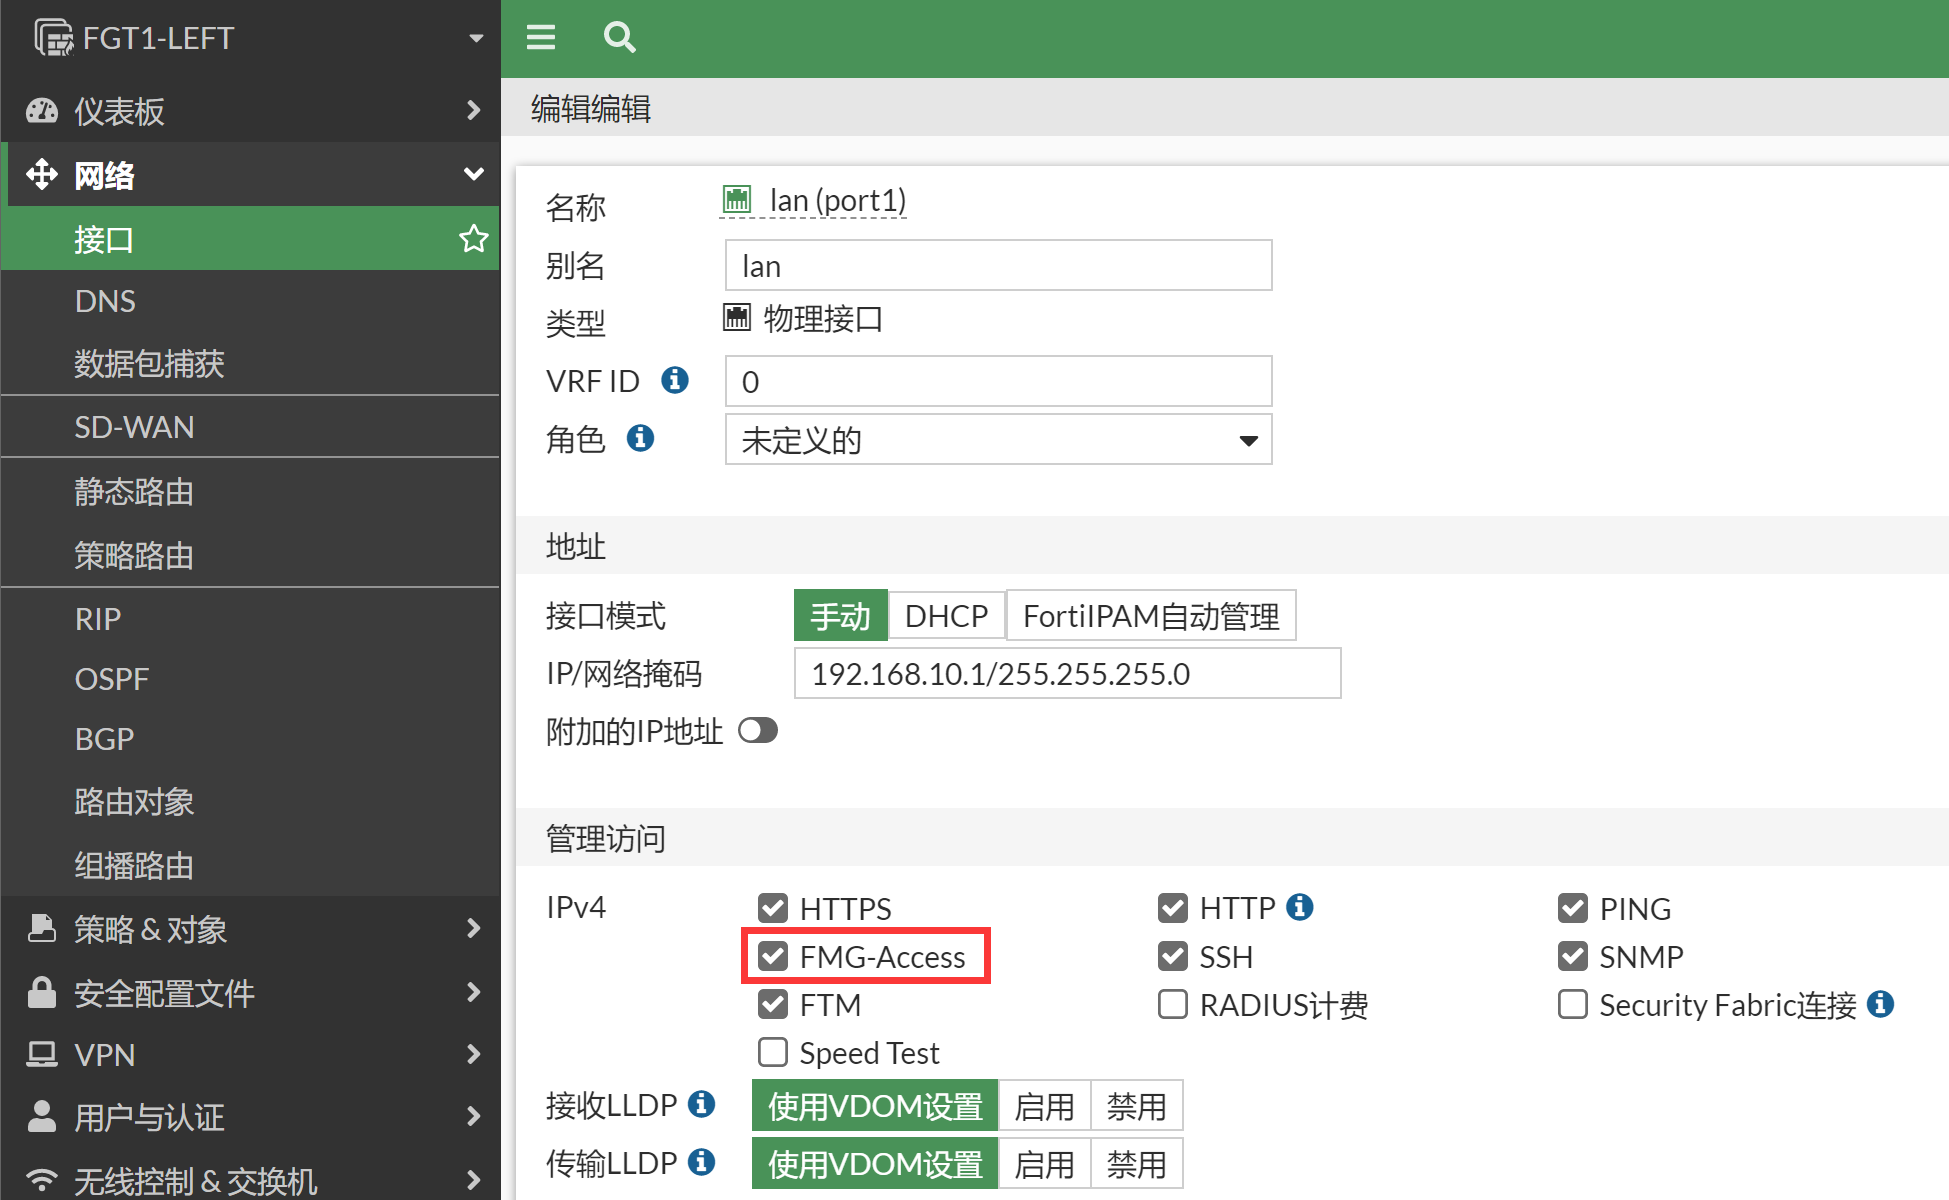 FGT1-LEFT
仪表板
网络
接口
DNS
数据包捕获
SD-WAN
静态路由
策略路由
RIP
OSPF
BGP
路由对象
组播路由
策略 & 对象
安全配置文件
VPN
用户与认证
无线控制 & 交换机
编辑编辑
名称 lan (port1)
别名 lan
类型 物理接口
VRF ID 0
角色 未定义的
地址
接口模式 手动 DHCP FortiIPAM自动管理
IP/网络掩码 192.168.10.1/255.255.255.0
附加的IP地址
管理访问
IPv4 HTTPS HTTP PING
FMG-Access SSH SNMP
FTM RADIUS计费 Security Fabric连接
Speed Test
接收LLDP 使用VDOM设置 启用 禁用
传输LLDP 使用VDOM设置 启用 禁用